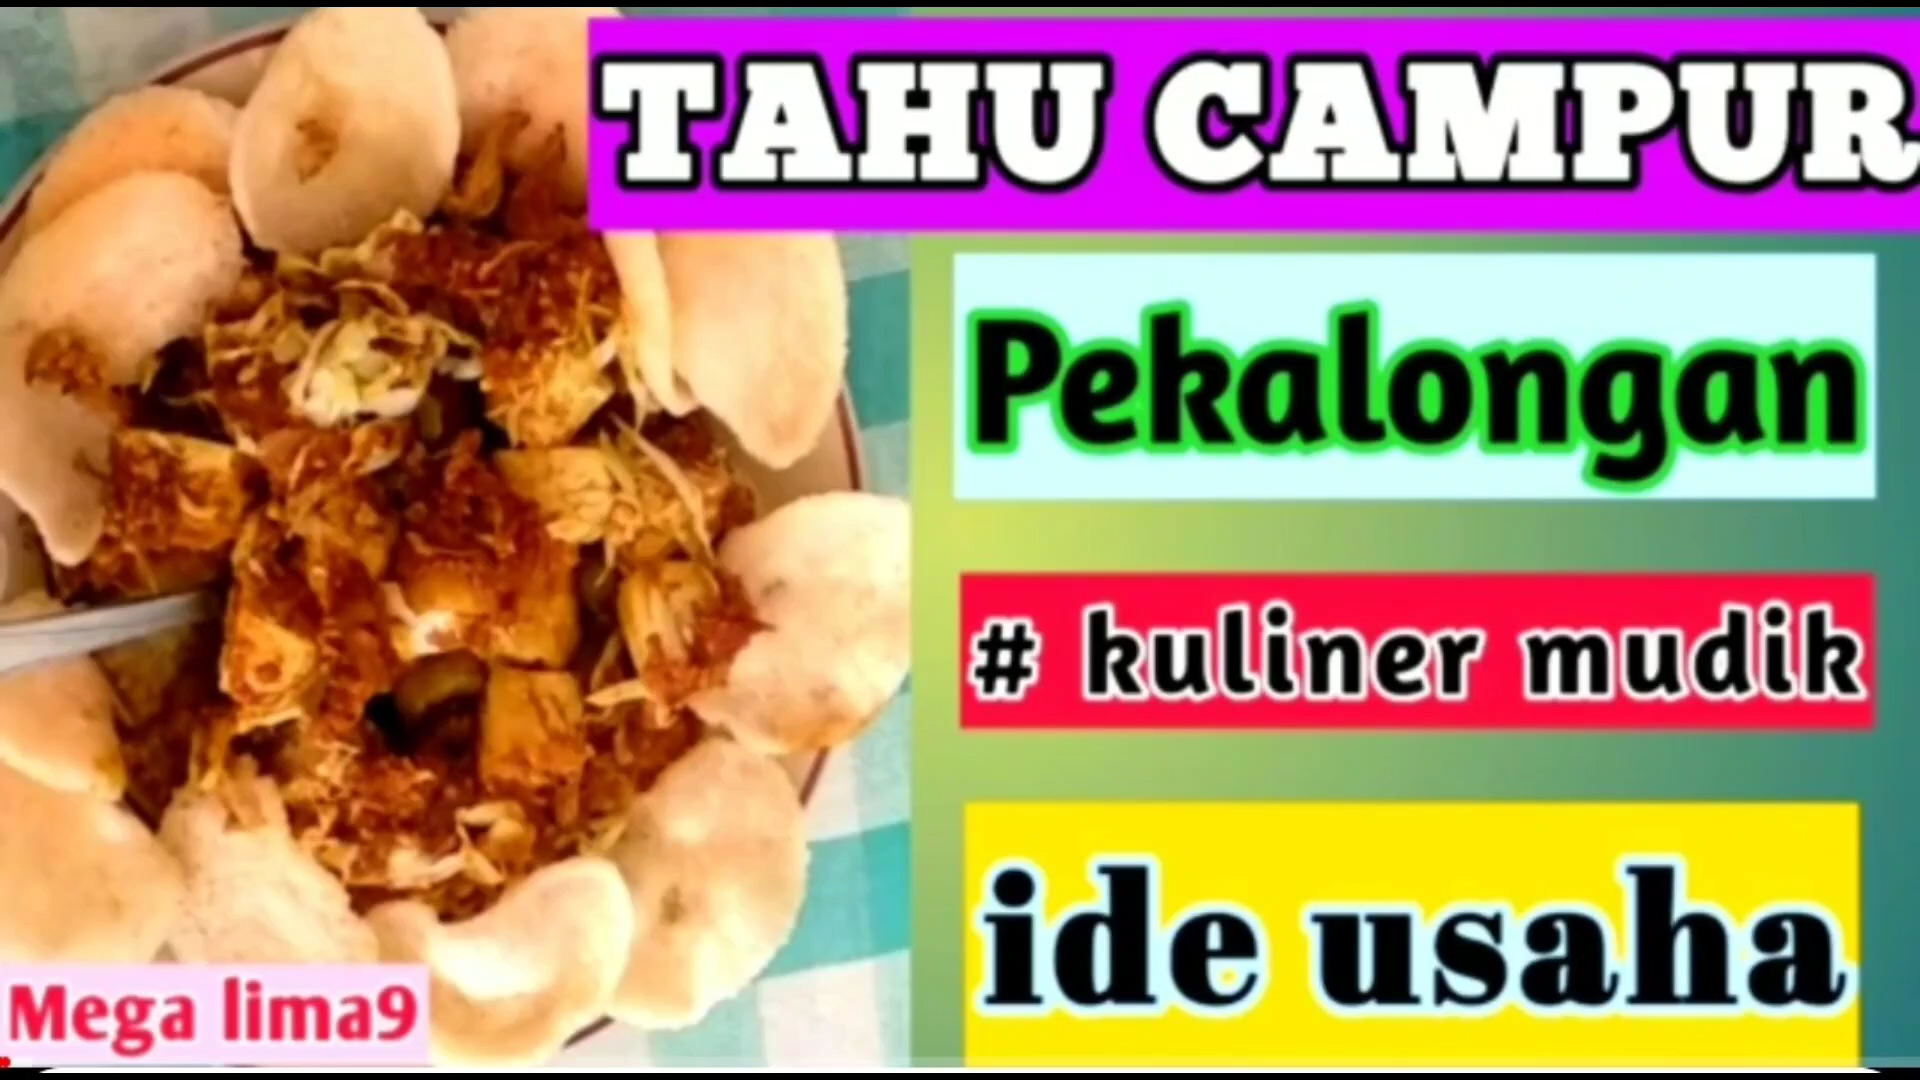 TAHU CAMPUR
Pekalongan
# kuliner mudik
ide usaha
Mega lima9